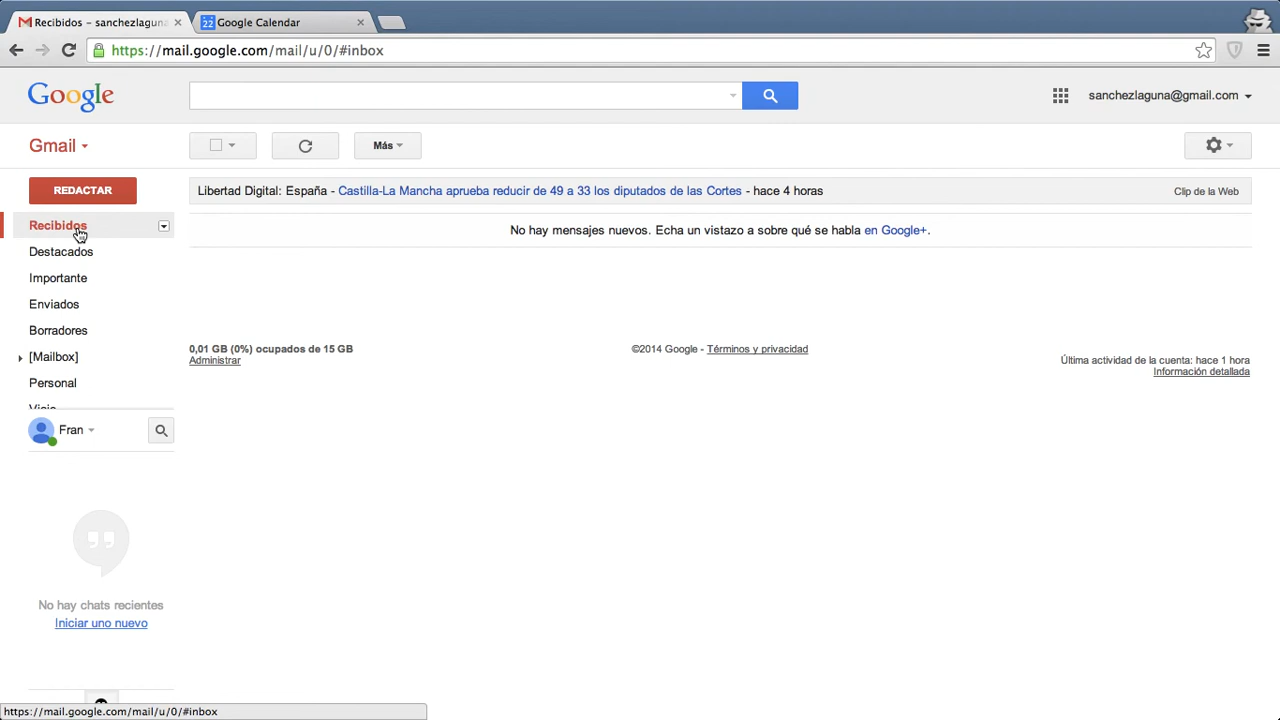 Recibidos – sanchezlaguna
Google Calendar
https://mail.google.com/mail/u/0/#inbox
Google
sanchezlaguna@gmail.com
Gmail
Más
REDACTAR
Libertad Digital: España - Castilla-La Mancha aprueba reducir de 49 a 33 los diputados de las Cortes - hace 4 horas
Clip de la Web
Recibidos
No hay mensajes nuevos. Echa un vistazo a sobre qué se habla en Google+.
Destacados
Importante
Enviados
Borradores
0,01 GB (0%) ocupados de 15 GB
Administrar
©2014 Google - Términos y privacidad
Última actividad de la cuenta: hace 1 hora
Información detallada
[Mailbox]
Personal
Fran
No hay chats recientes
Iniciar uno nuevo
https://mail.google.com/mail/u/0/#inbox